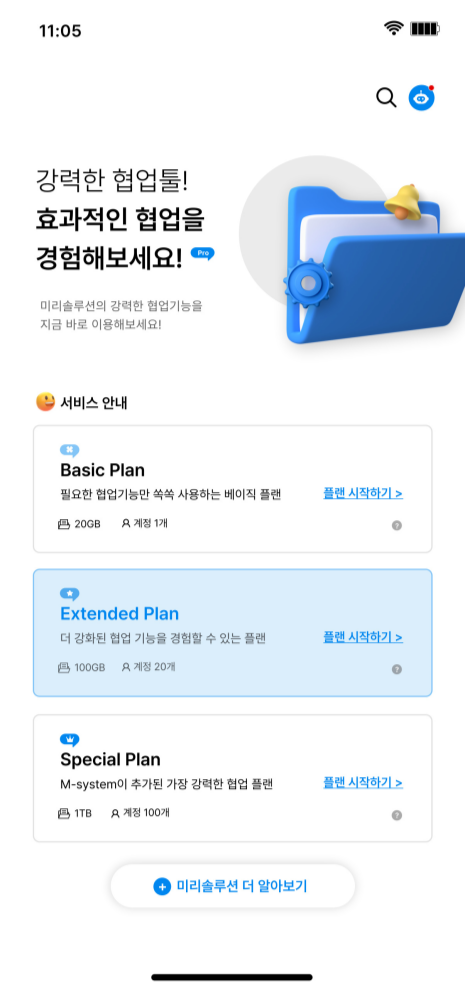 11:05
강력한 협업툴!
효과적인 협업을
경험해보세요! Pro
미리솔루션의 강력한 협업기능을
지금 바로 이용해보세요!
서비스 안내
Basic Plan
필요한 협업기능만 쏙쏙 사용하는 베이직 플랜
플랜 시작하기 >
20GB 계정 1개
?
Extended Plan
더 강화된 협업 기능을 경험할 수 있는 플랜
플랜 시작하기 >
100GB 계정 20개
?
Special Plan
M-system이 추가된 가장 강력한 협업 플랜
플랜 시작하기 >
1TB 계정 100개
?
미리솔루션 더 알아보기